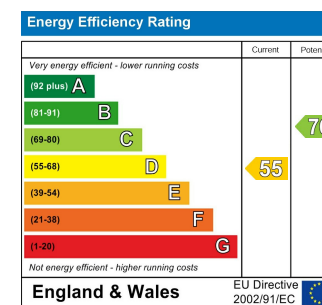 Energy Efficiency Rating
Current
Very energy efficient - lower running costs
(92 plus) A
(81-91) B
(69-80) C
(55-68) D
55
(39-54) E
(21-38) F
(1-20) G
Not energy efficient - higher running costs
England & Wales
EU Directive
2002/91/EC